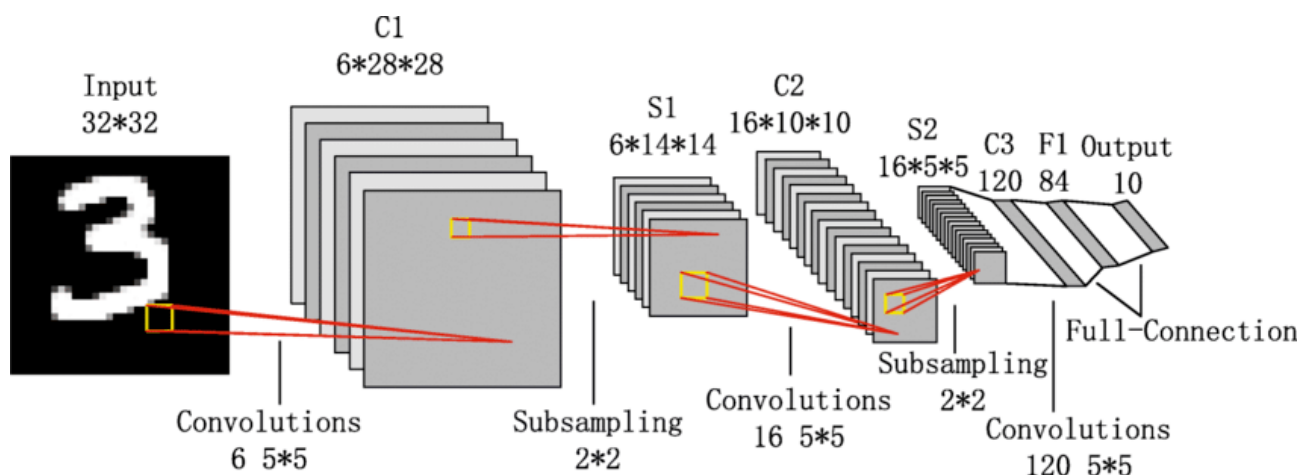 Input
32*32
C1
6*28*28
S1
6*14*14
C2
16*10*10
S2
16*5*5
C3
120
F1
84
Output
10
Convolutions
6 5*5
Subsampling
2*2
Convolutions
16 5*5
Subsampling
2*2
Convolutions
120 5*5
Full-Connection
3